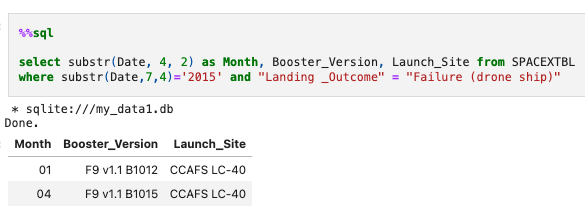 %%sql
select substr(Date, 4, 2) as Month, Booster_Version, Launch_Site from SPACEXTBL
where substr(Date,7,4)='2015' and "Landing _Outcome" = "Failure (drone ship)"
* sqlite:///my_data1.db
Done.
Month Booster_Version Launch_Site
01 F9 v1.1 B1012 CCAFS LC-40
04 F9 v1.1 B1015 CCAFS LC-40